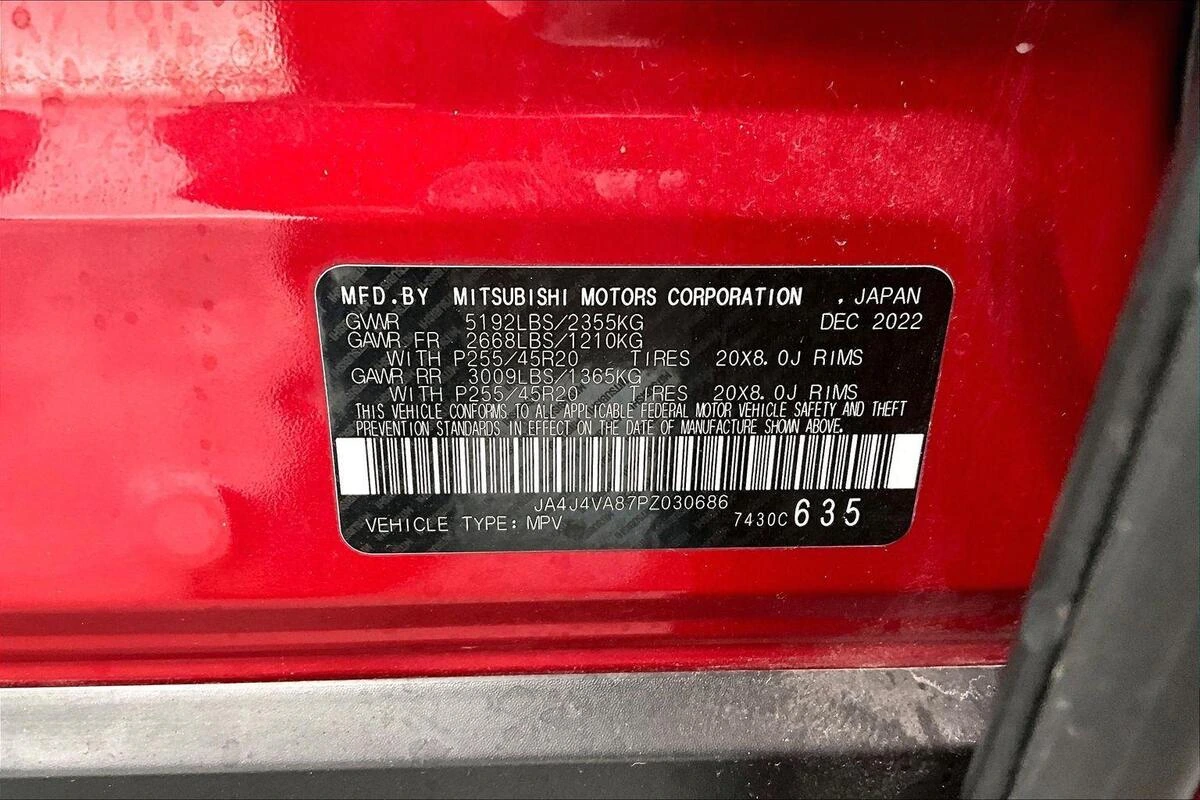 MFD.BY MITSUBISHI MOTORS CORPORATION , JAPAN
GVWR 5192LBS/2355KG DEC 2022
GAWR FR 2668LBS/1210KG
WITH P255/45R20 TIRES 20X8.0J RIMS
GAWR RR 3009LBS/1365KG
WITH P255/45R20 TIRES 20X8.0J RIMS
THIS VEHICLE CONFORMS TO ALL APPLICABLE FEDERAL MOTOR VEHICLE SAFETY AND THEFT
PREVENTION STANDARDS IN EFFECT ON THE DATE OF MANUFACTURE SHOWN ABOVE.
JA4J4VA87PZ030686
VEHICLE TYPE: MPV 7430C 635